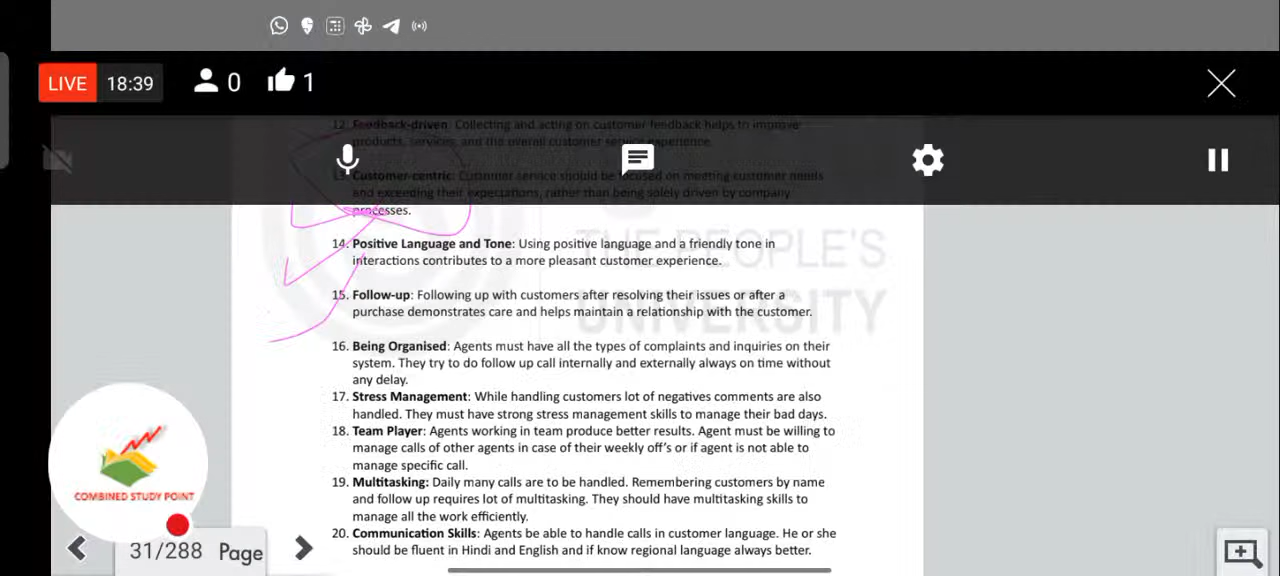 LIVE 18:39 0 1
12. Feedback-driven: Collecting and acting on customer feedback helps to improve
products, services, and the overall customer service experience.
13. Customer-centric: Customer service should be focused on meeting customer needs
and exceeding their expectations, rather than being solely driven by company
processes.
14. Positive Language and Tone: Using positive language and a friendly tone in
interactions contributes to a more pleasant customer experience.
THE PEOPLE'S
UNIVERSITY
15. Follow-up: Following up with customers after resolving their issues or after a
purchase demonstrates care and helps maintain a relationship with the customer.
16. Being Organised: Agents must have all the types of complaints and inquiries on their
system. They try to do follow up call internally and externally always on time without
any delay.
17. Stress Management: While handling customers lot of negatives comments are also
handled. They must have strong stress management skills to manage their bad days.
18. Team Player: Agents working in team produce better results. Agent must be willing to
manage calls of other agents in case of their weekly off's or if agent is not able to
manage specific call.
19. Multitasking: Daily many calls are to be handled. Remembering customers by name
and follow up requires lot of multitasking. They should have multitasking skills to
manage all the work efficiently.
20. Communication Skills: Agents be able to handle calls in customer language. He or she
should be fluent in Hindi and English and if know regional language always better.
COMBINED STUDY POINT
31/288 Page